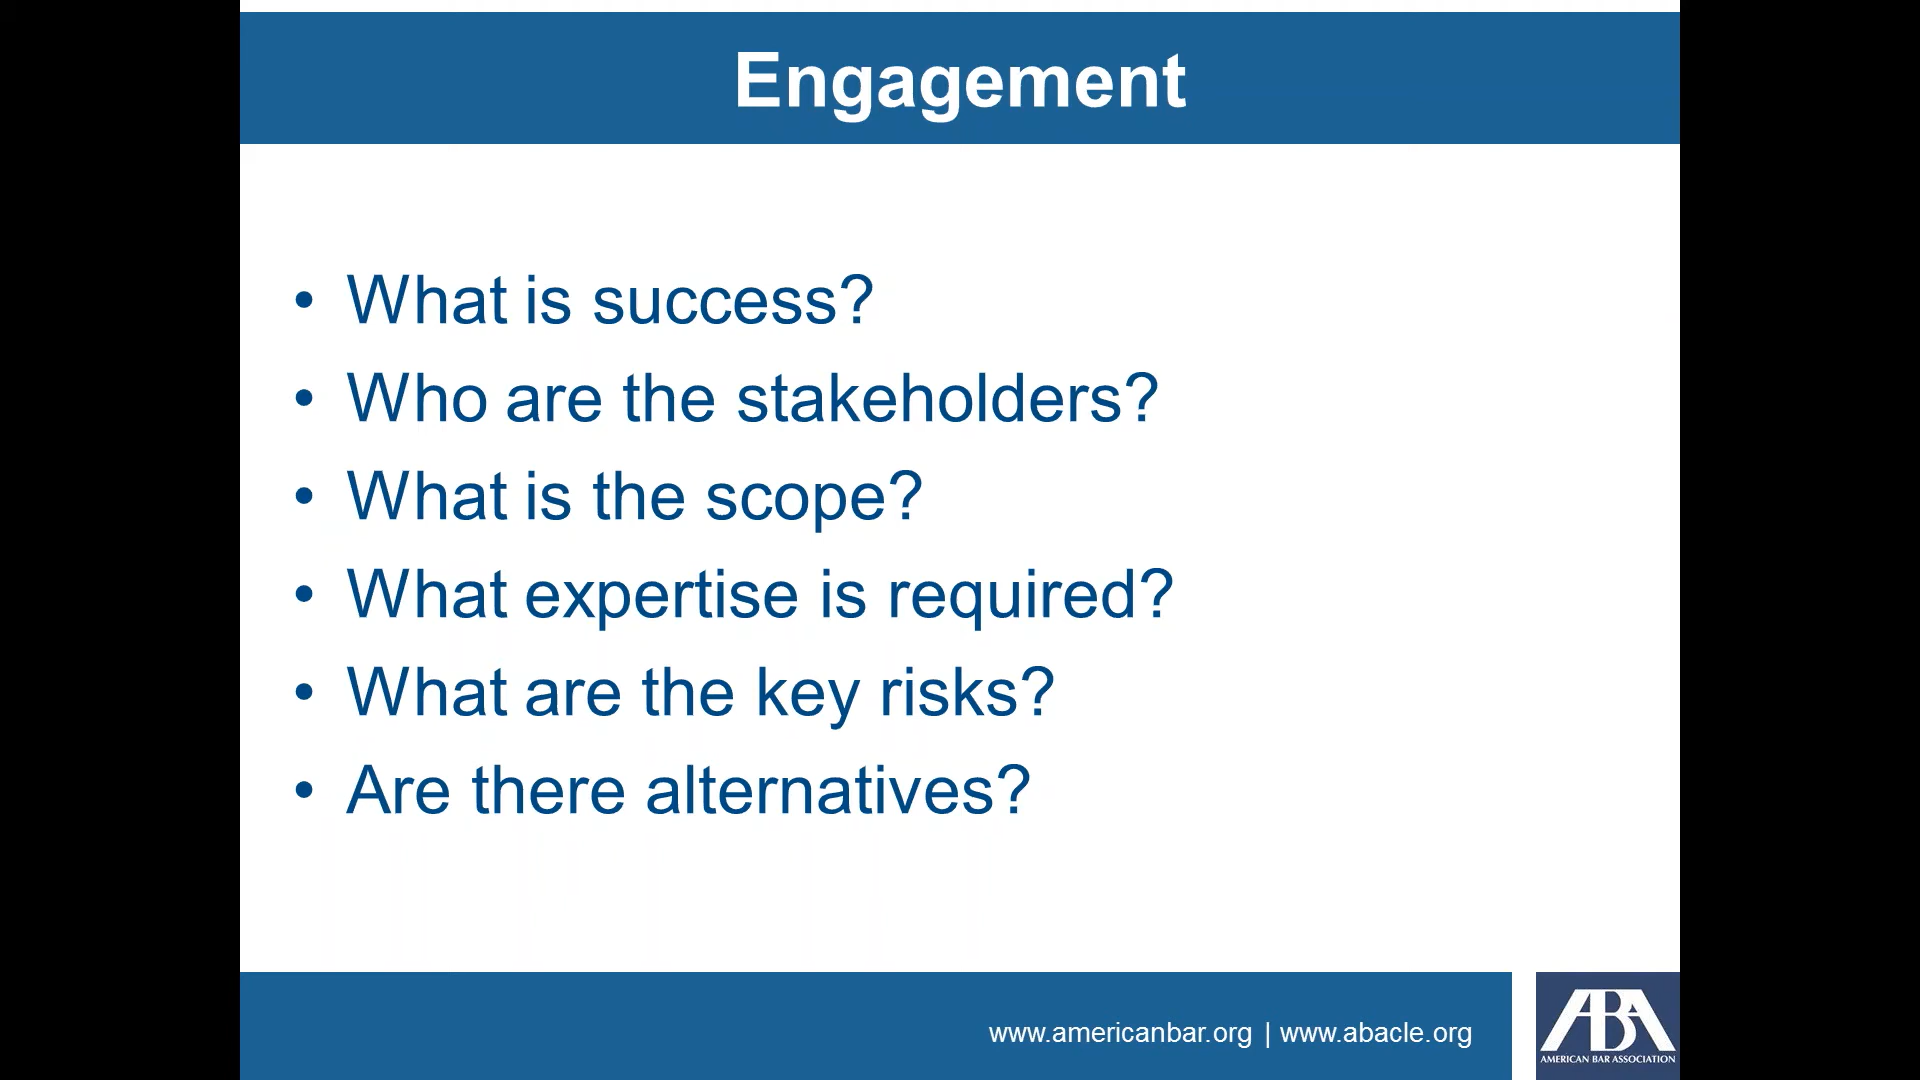 Engagement
• What is success?
• Who are the stakeholders?
• What is the scope?
• What expertise is required?
• What are the key risks?
• Are there alternatives?
www.americanbar.org | www.abacle.org
ABA
AMERICAN BAR ASSOCIATION